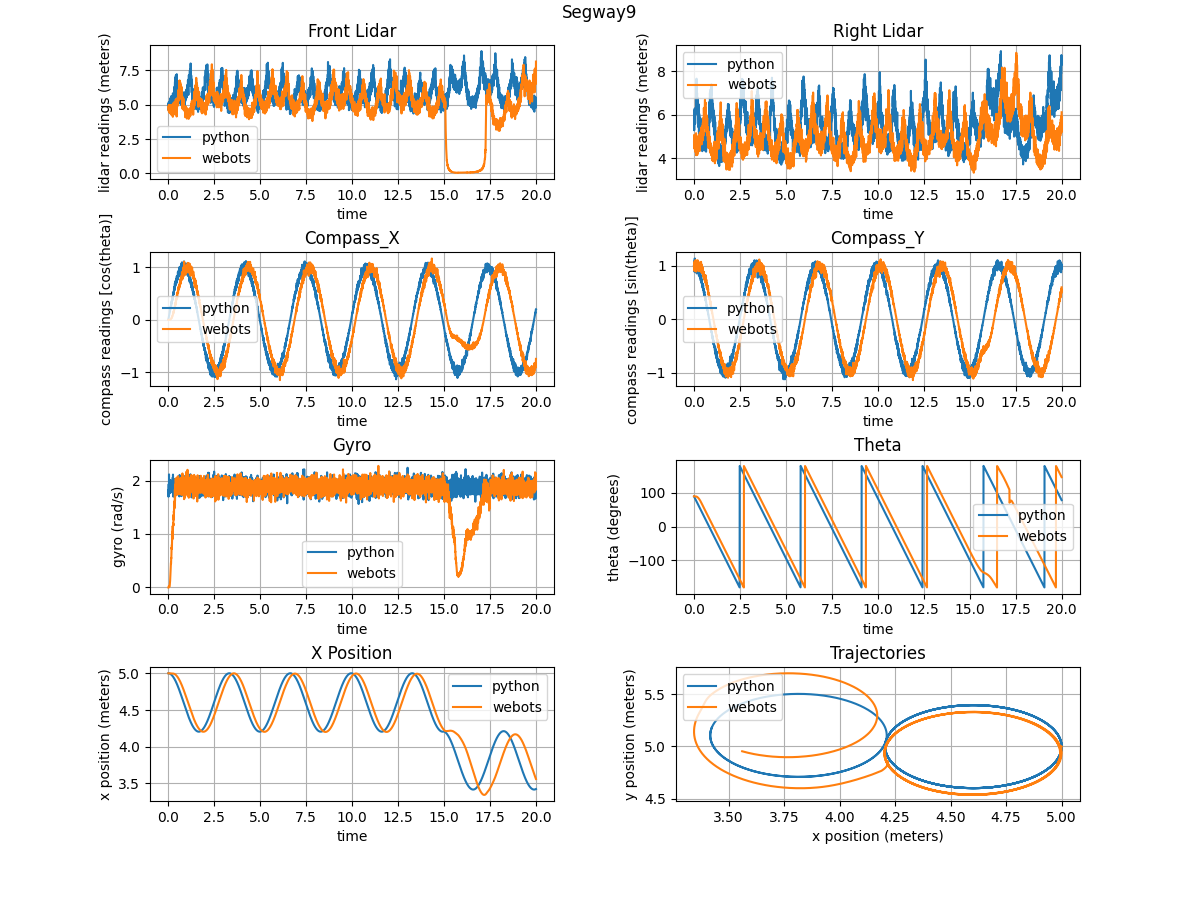 Segway9
Front Lidar
lidar readings (meters)
7.5
5.0
2.5
0.0
python
webots
0.0 2.5 5.0 7.5 10.0 12.5 15.0 17.5 20.0
time
Right Lidar
lidar readings (meters)
8
6
4
python
webots
0.0 2.5 5.0 7.5 10.0 12.5 15.0 17.5 20.0
time
Compass_X
compass readings [cos(theta)]
1
0
−1
python
webots
0.0 2.5 5.0 7.5 10.0 12.5 15.0 17.5 20.0
time
Compass_Y
compass readings [sin(theta)]
1
0
−1
python
webots
0.0 2.5 5.0 7.5 10.0 12.5 15.0 17.5 20.0
time
Gyro
gyro (rad/s)
2
1
0
python
webots
0.0 2.5 5.0 7.5 10.0 12.5 15.0 17.5 20.0
time
Theta
theta (degrees)
100
0
−100
python
webots
0.0 2.5 5.0 7.5 10.0 12.5 15.0 17.5 20.0
time
X Position
x position (meters)
5.0
4.5
4.0
3.5
python
webots
0.0 2.5 5.0 7.5 10.0 12.5 15.0 17.5 20.0
time
Trajectories
y position (meters)
5.5
5.0
4.5
python
webots
3.50 3.75 4.00 4.25 4.50 4.75 5.00
x position (meters)